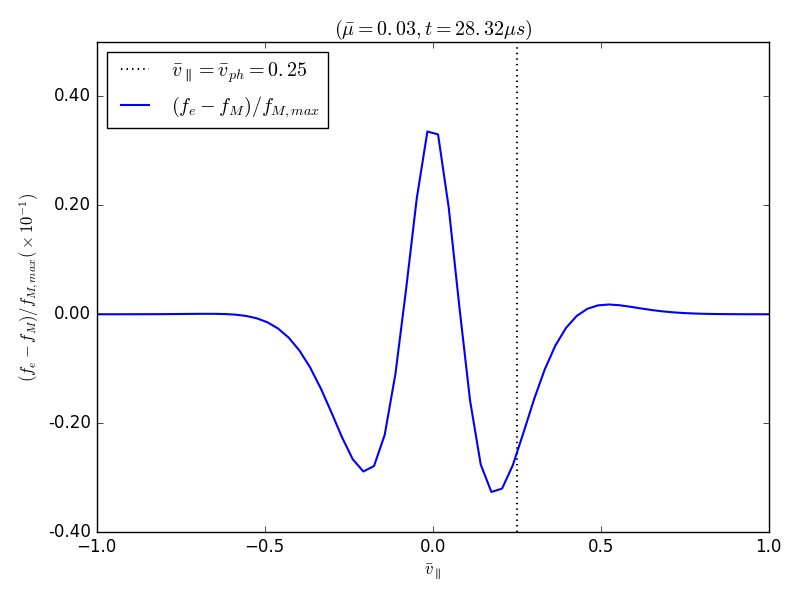 (μ̄ = 0.03, t = 28.32μs)
v̄∥ = v̄ph = 0.25
(fe − fM)/fM,max
(fe − fM)/fM,max(×10⁻¹)
0.40
0.20
0.00
-0.20
-0.40
−1.0 −0.5 0.0 0.5 1.0
v̄∥